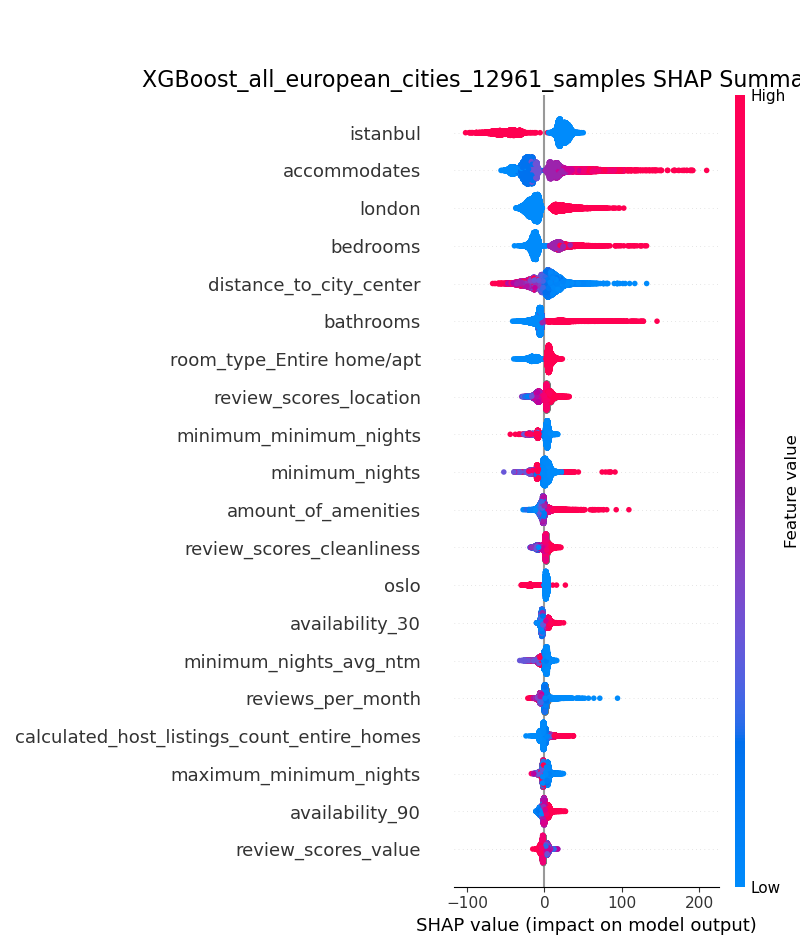 XGBoost_all_european_cities_12961_samples SHAP Summa
High
istanbul
accommodates
london
bedrooms
distance_to_city_center
bathrooms
room_type_Entire home/apt
review_scores_location
minimum_minimum_nights
minimum_nights
amount_of_amenities
review_scores_cleanliness
oslo
availability_30
minimum_nights_avg_ntm
reviews_per_month
calculated_host_listings_count_entire_homes
maximum_minimum_nights
availability_90
review_scores_value
Feature value
Low
−100 0 100 200
SHAP value (impact on model output)